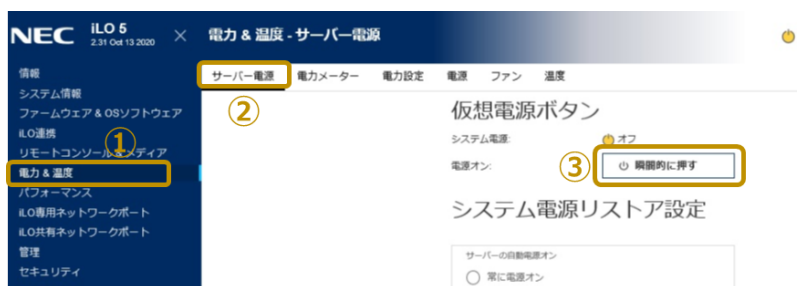 NEC iLO 5
2.31 Oct 13 2020
×
電力 & 温度 - サーバー電源
情報
システム情報
ファームウェア & OSソフトウェア
iLO連携
リモートコンソール & メディア
電力 & 温度
パフォーマンス
iLO専用ネットワークポート
iLO共有ネットワークポート
管理
セキュリティ
①
サーバー電源 電力メーター 電力設定 電源 ファン 温度
②
仮想電源ボタン
システム電源: オフ
電源オン: ③ 瞬間的に押す
システム電源リストア設定
サーバーの自動電源オン
常に電源オン